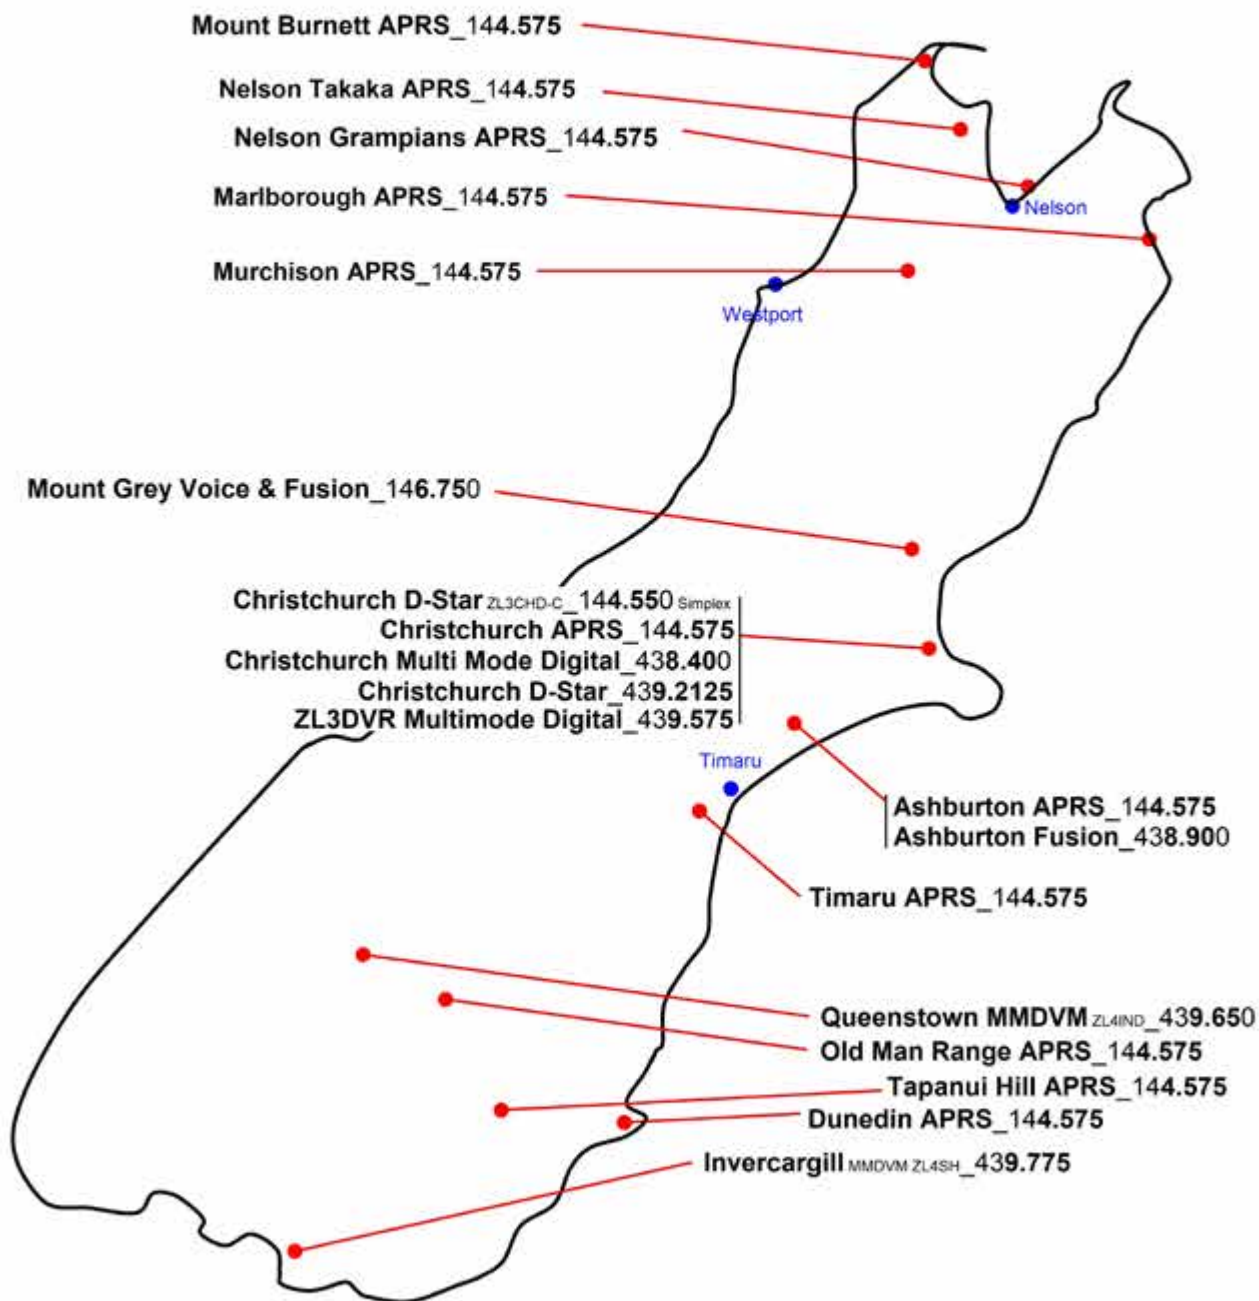 Mount Burnett APRS_144.575
Nelson Takaka APRS_144.575
Nelson Grampians APRS_144.575
Marlborough APRS_144.575
Nelson
Murchison APRS_144.575
Westport
Mount Grey Voice & Fusion_146.750
Christchurch D-Star ZL3CHD-C_144.550 Simplex
Christchurch APRS_144.575
Christchurch Multi Mode Digital_438.400
Christchurch D-Star_439.2125
ZL3DVR Multimode Digital_439.575
Timaru
Ashburton APRS_144.575
Ashburton Fusion_438.900
Timaru APRS_144.575
Queenstown MMDVM ZL4IND_439.650
Old Man Range APRS_144.575
Tapanui Hill APRS_144.575
Dunedin APRS_144.575
Invercargill MMDVM ZL4SH_439.775